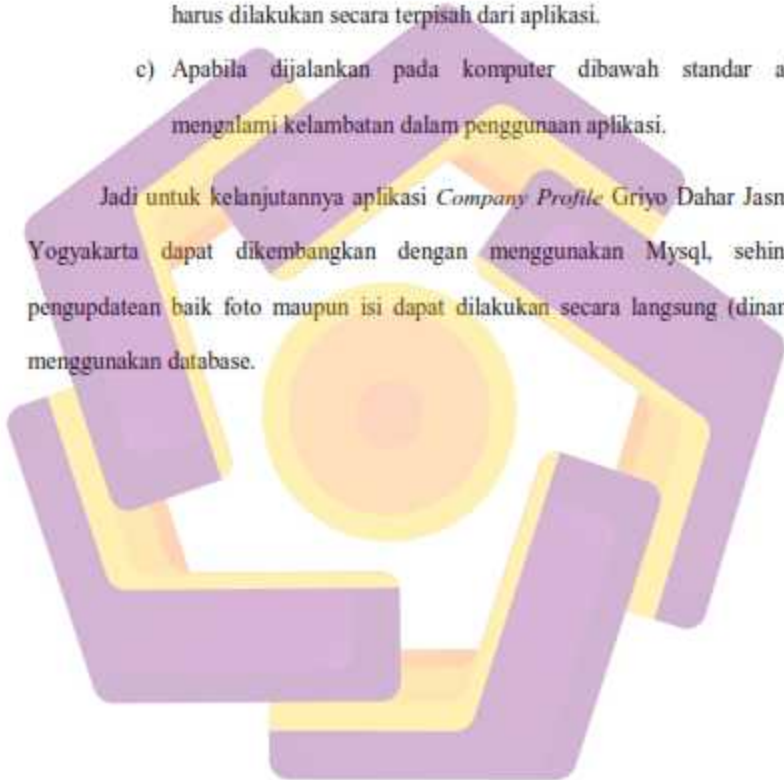 harus dilakukan secara terpisah dari aplikasi.
c) Apabila dijalankan pada komputer dibawah standar
mengalami kelambatan dalam penggunaan aplikasi.
Jadi untuk kelanjutannya aplikasi Company Profile Griyo Dahar
Yogyakarta dapat dikembangkan dengan menggunakan Mysql,
pengupdatean baik foto maupun isi dapat dilakukan secara langsung
menggunakan database.